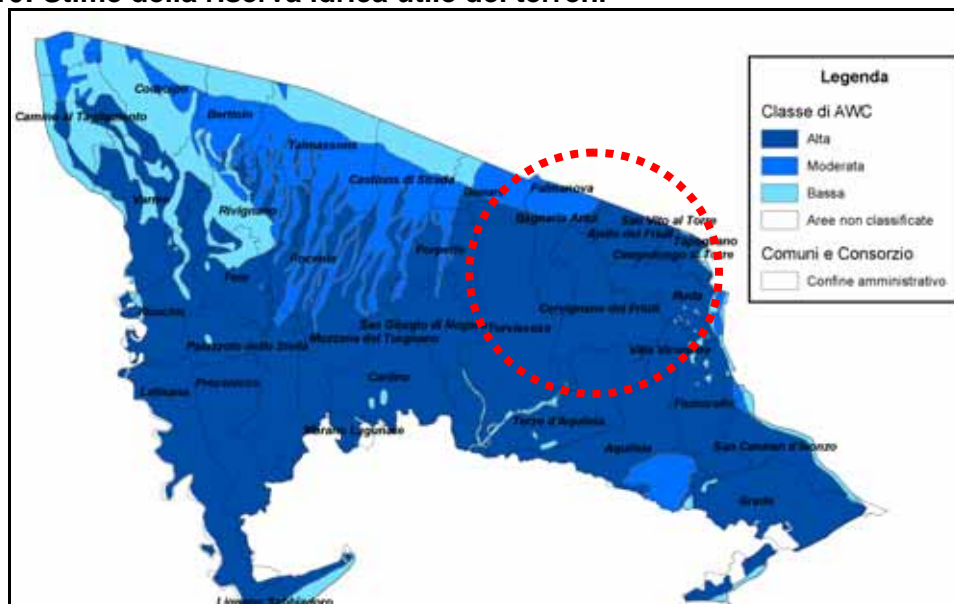 Stime della riserva idrica utile dei terreni
Legenda
Classe di AWC
Alta
Moderata
Bassa
Aree non classificate
Comuni e Consorzio
Confine amministrativo
Codroipo
Camino al Tagliamento
Bertiolo
Talmassons
Castions di Strada
Gonars
Palmanova
Varmo
Rivignano
Bagnaria Arsa
San Vito al Torre
Aiello del Friuli
Tapogliano
Campolongo al Torre
Porpetto
Pocenia
Teor
Ruda
Ronchis
Cervignano del Friuli
San Giorgio di Nogaro
Torviscosa
Palazzolo dello Stella
Muzzana del Turgnano
Villa Vicentina
Latisana
Precenicco
Carlino
Fiumicello
Marano Lagunare
Terzo d'Aquileia
Aquileia
San Canzian d'Isonzo
Grado
Lignano Sabbiadoro